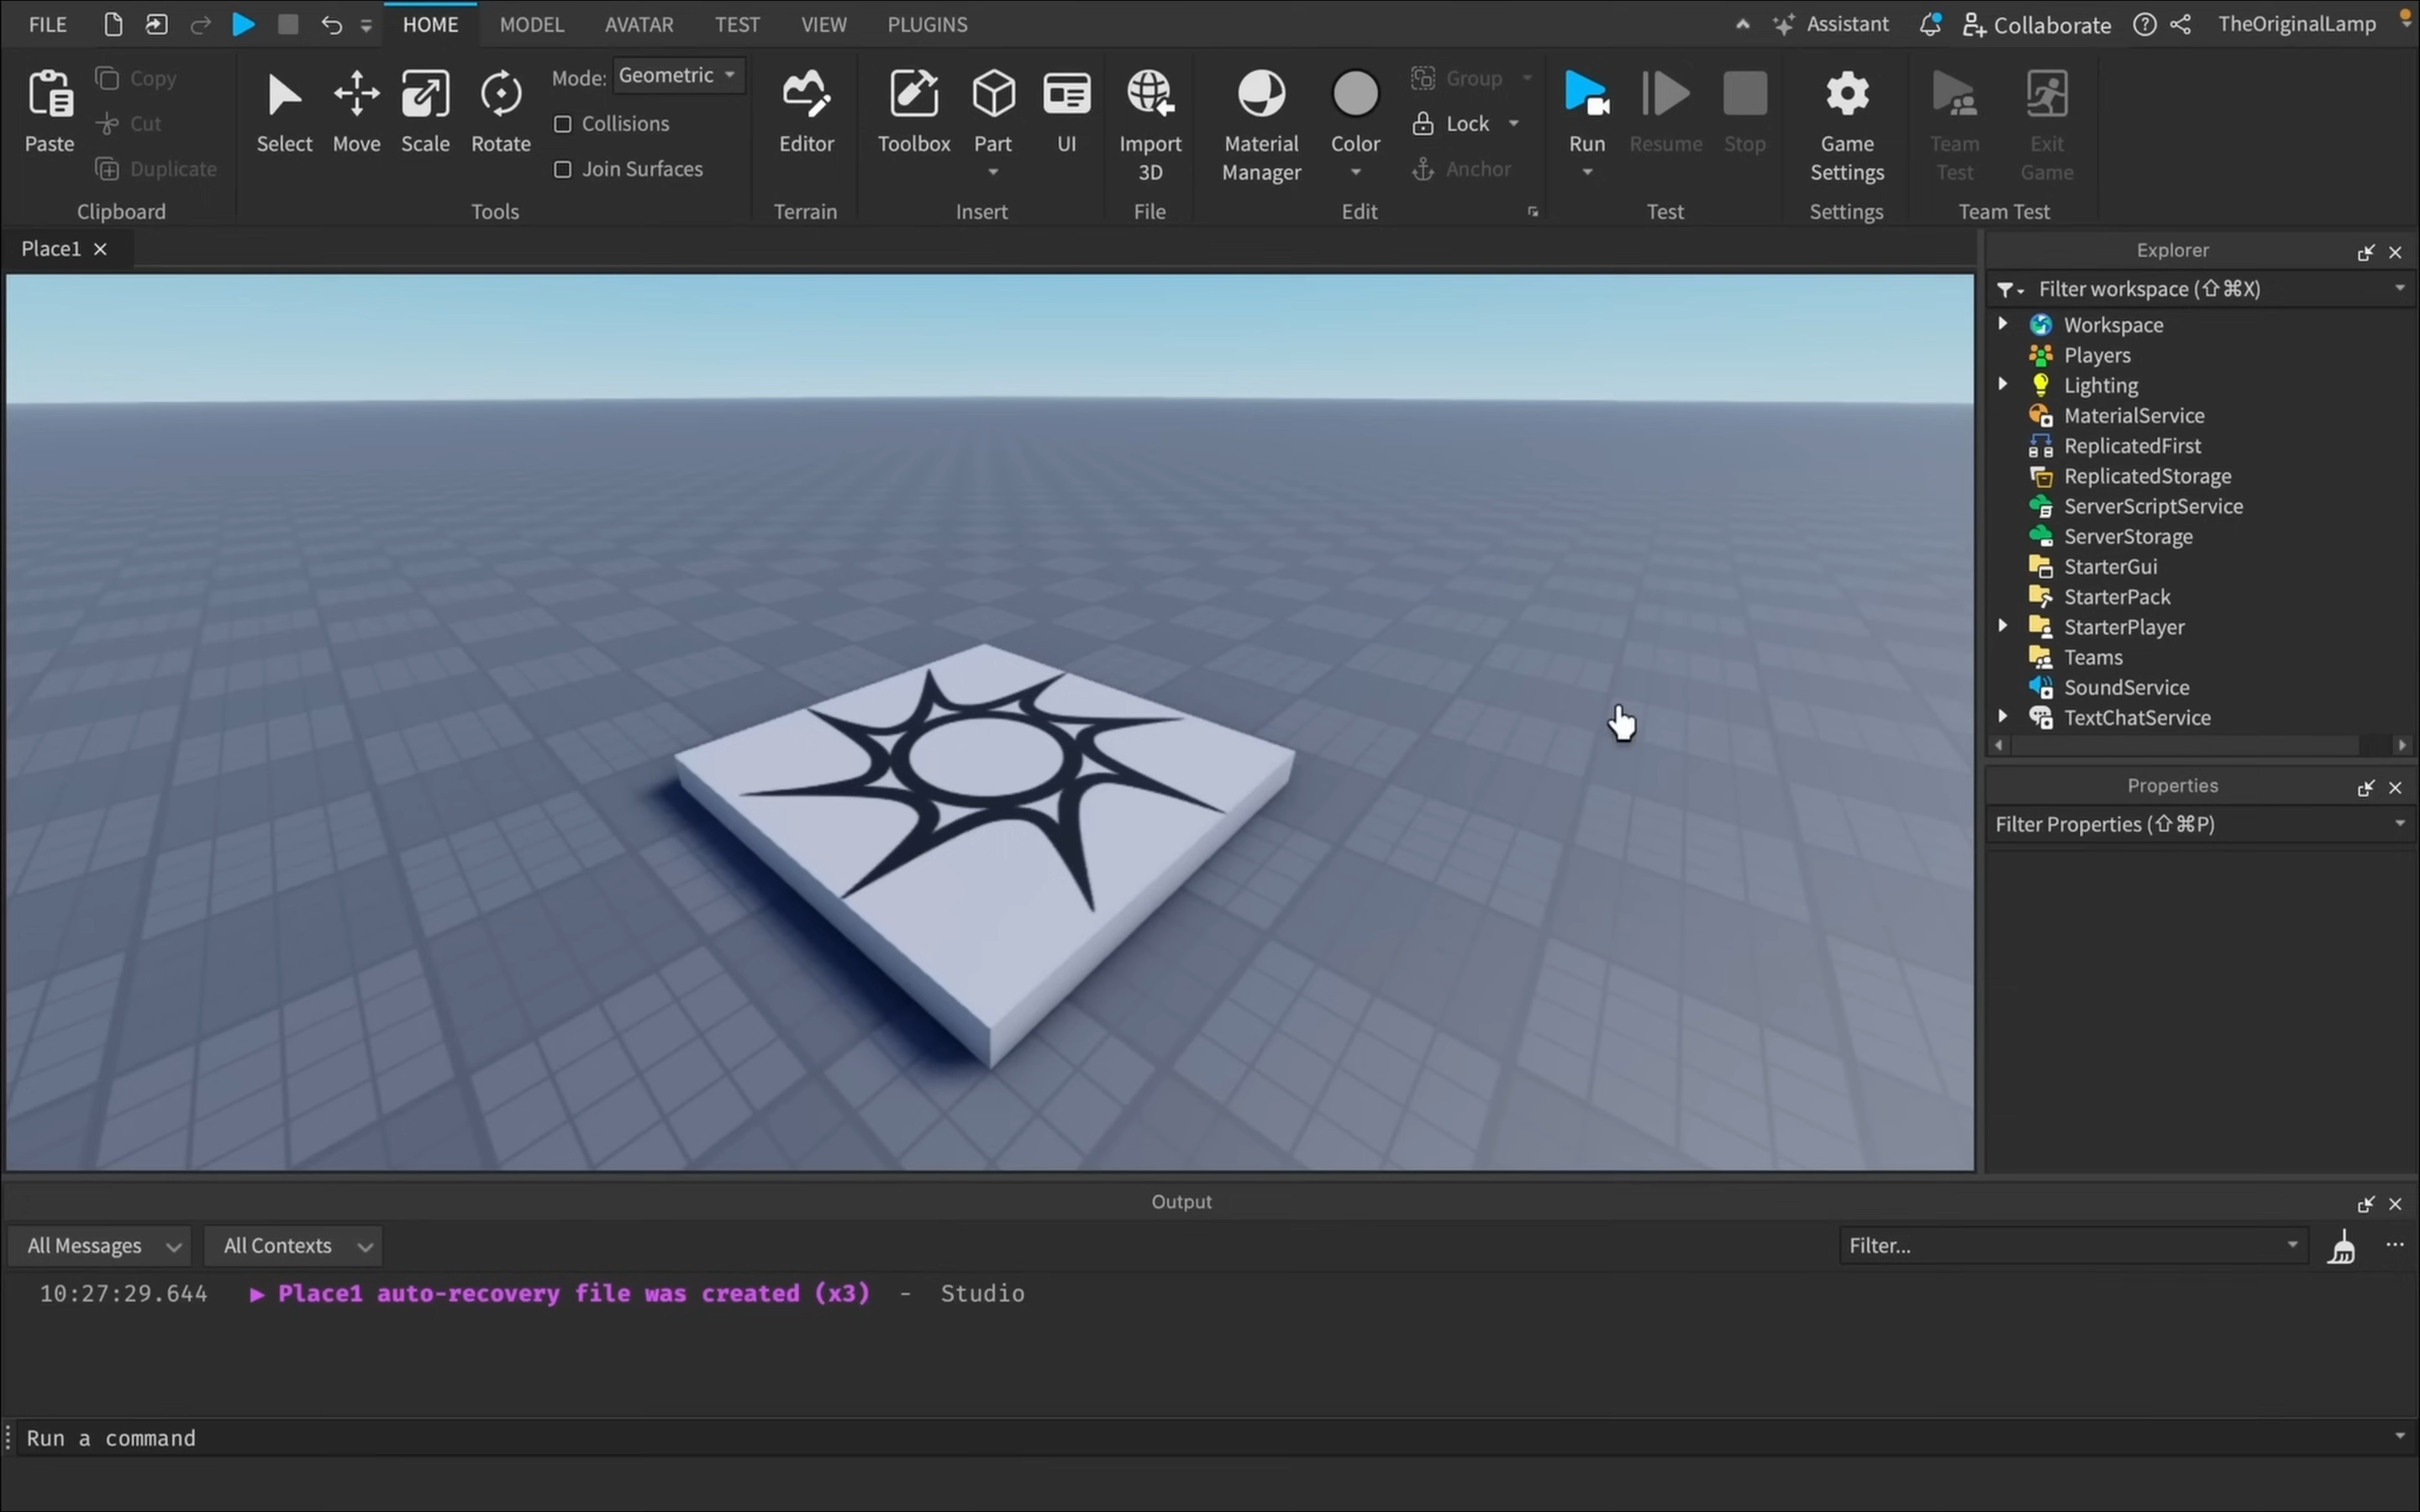 FILE HOME MODEL AVATAR TEST VIEW PLUGINS Assistant Collaborate TheOriginalLamp
Paste
Copy
Cut
Duplicate
Clipboard
Select Move Scale Rotate
Mode: Geometric
Collisions
Join Surfaces
Tools
Editor
Terrain
Toolbox Part UI
Insert
Import
3D
File
Material
Manager
Color
Group
Lock
Anchor
Edit
Run Resume Stop
Test
Game
Settings
Settings
Team
Test
Exit
Game
Team Test
Place1
Explorer
Filter workspace (⇧⌘X)
Workspace
Players
Lighting
MaterialService
ReplicatedFirst
ReplicatedStorage
ServerScriptService
ServerStorage
StarterGui
StarterPack
StarterPlayer
Teams
SoundService
TextChatService
Properties
Filter Properties (⇧⌘P)
Output
All Messages All Contexts Filter...
10:27:29.644 Place1 auto-recovery file was created (x3) - Studio
Run a command